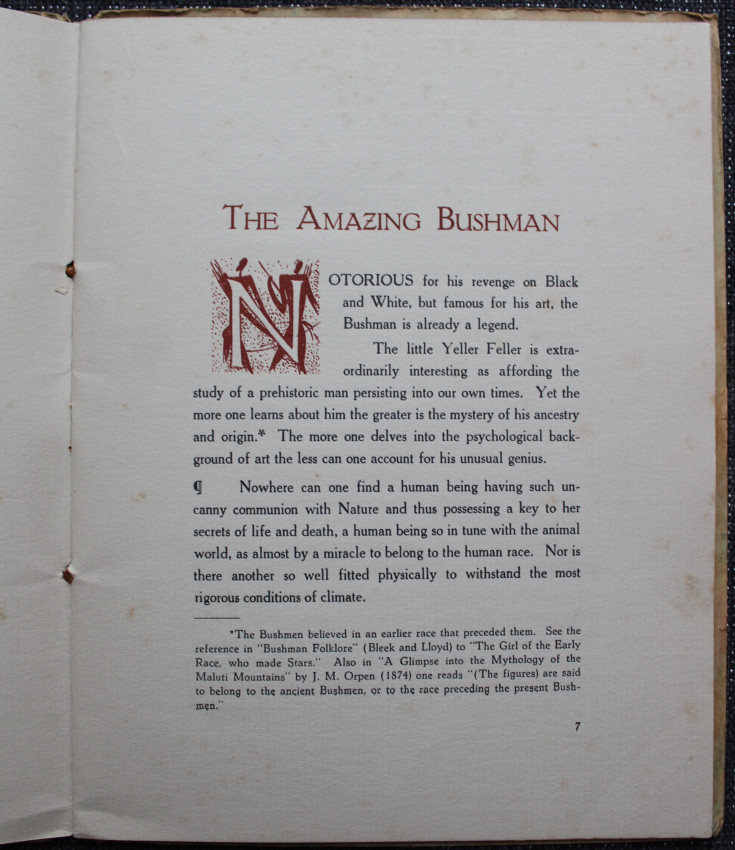 The Amazing Bushman
NOTORIOUS for his revenge on Black
and White, but famous for his art, the
Bushman is already a legend.
The little Yeller Feller is extra-
ordinarily interesting as affording the
study of a prehistoric man persisting into our own times. Yet the
more one learns about him the greater is the mystery of his ancestry
and origin.* The more one delves into the psychological back-
ground of art the less can one account for his unusual genius.
¶ Nowhere can one find a human being having such un-
canny communion with Nature and thus possessing a key to her
secrets of life and death, a human being so in tune with the animal
world, as almost by a miracle to belong to the human race. Nor is
there another so well fitted physically to withstand the most
rigorous conditions of climate.
*The Bushmen believed in an earlier race that preceded them. See the
reference in "Bushman Folklore" (Bleek and Lloyd) to "The Girl of the Early
Race, who made Stars." Also in "A Glimpse into the Mythology of the
Maluti Mountains" by J. M. Orpen (1874) one reads "(The figures) are said
to belong to the ancient Bushmen, or to the race preceding the present Bush-
men."
7